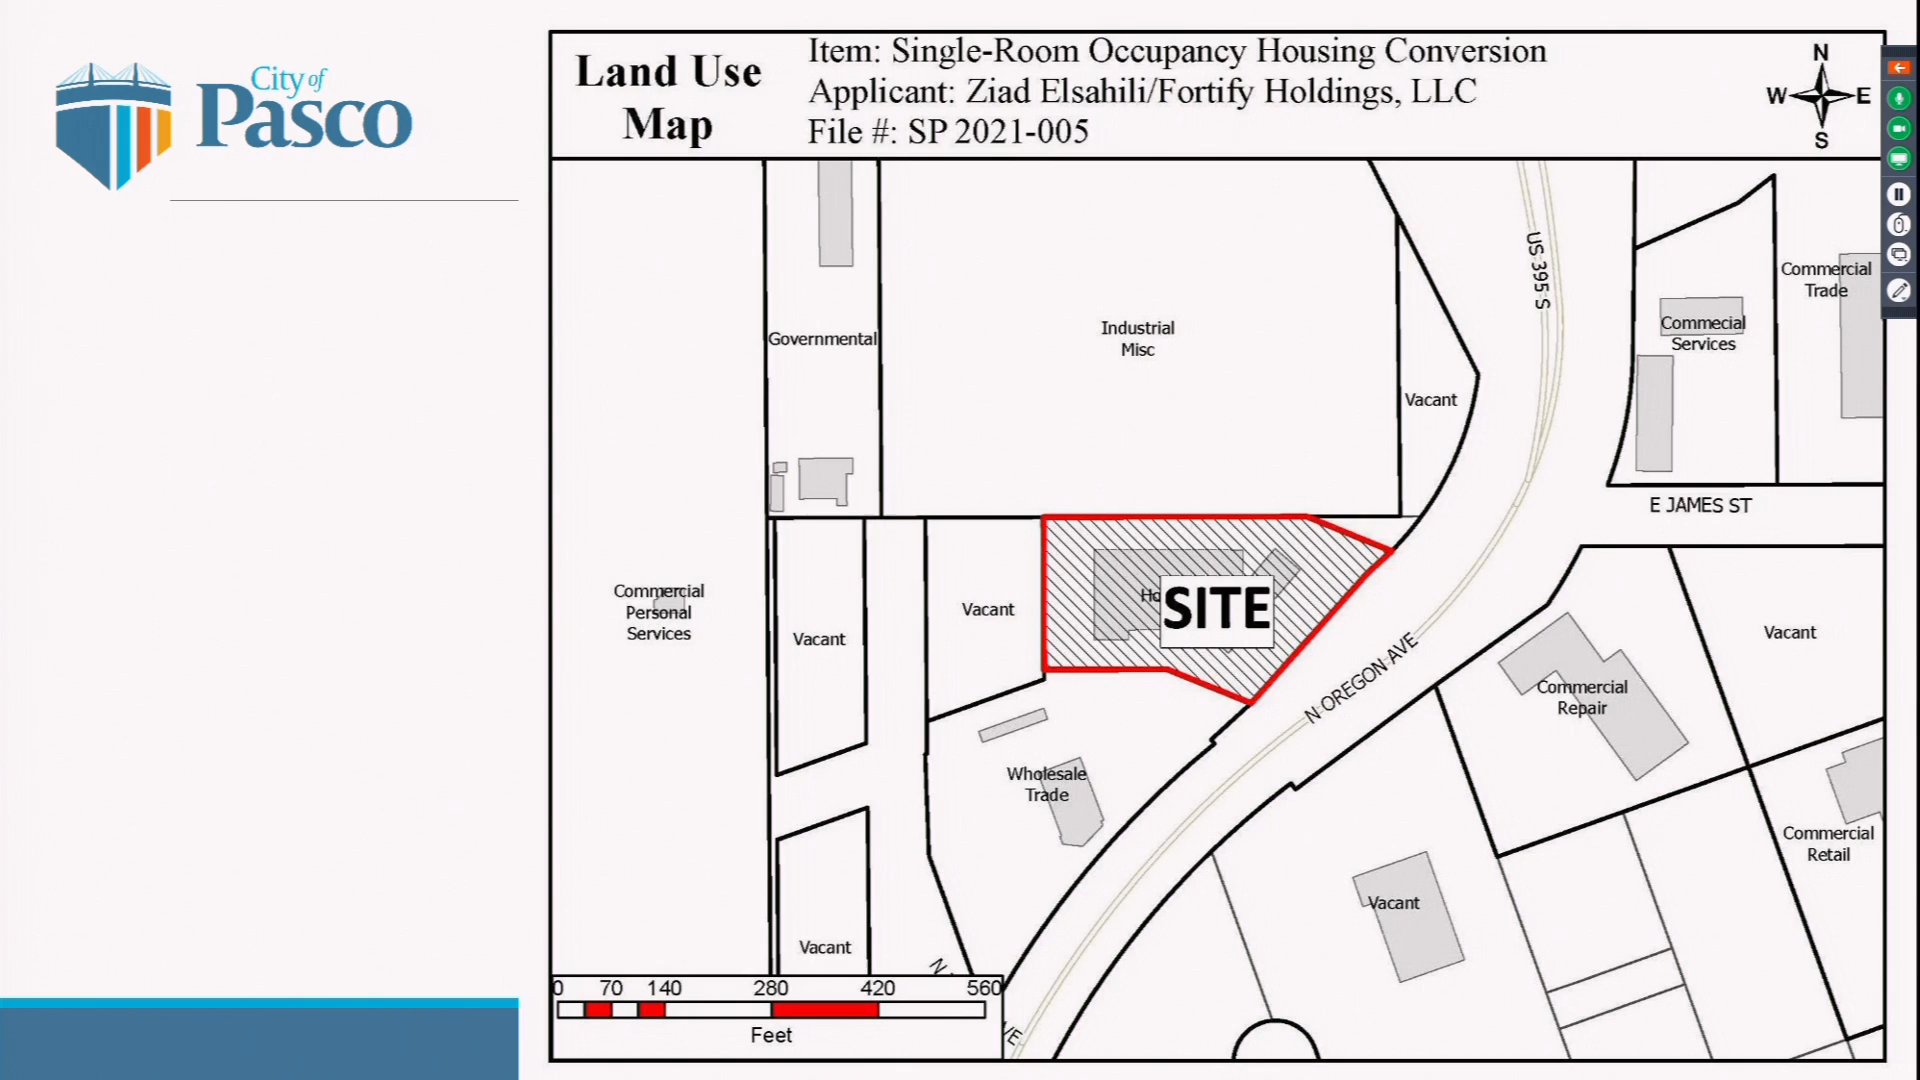 City of
Pasco
Land Use
Map
Item: Single-Room Occupancy Housing Conversion
Applicant: Ziad Elsahili/Fortify Holdings, LLC
File #: SP 2021-005
N
W E
S
US 395 S
Commercial
Trade
Commecial
Services
Governmental
Industrial
Misc
Vacant
E JAMES ST
Commercial
Personal
Services
Vacant
Vacant
SITE
N OREGON AVE
Vacant
Commercial
Repair
Wholesale
Trade
Commercial
Retail
Vacant
Vacant
N
0 70 140 280 420 560
Feet